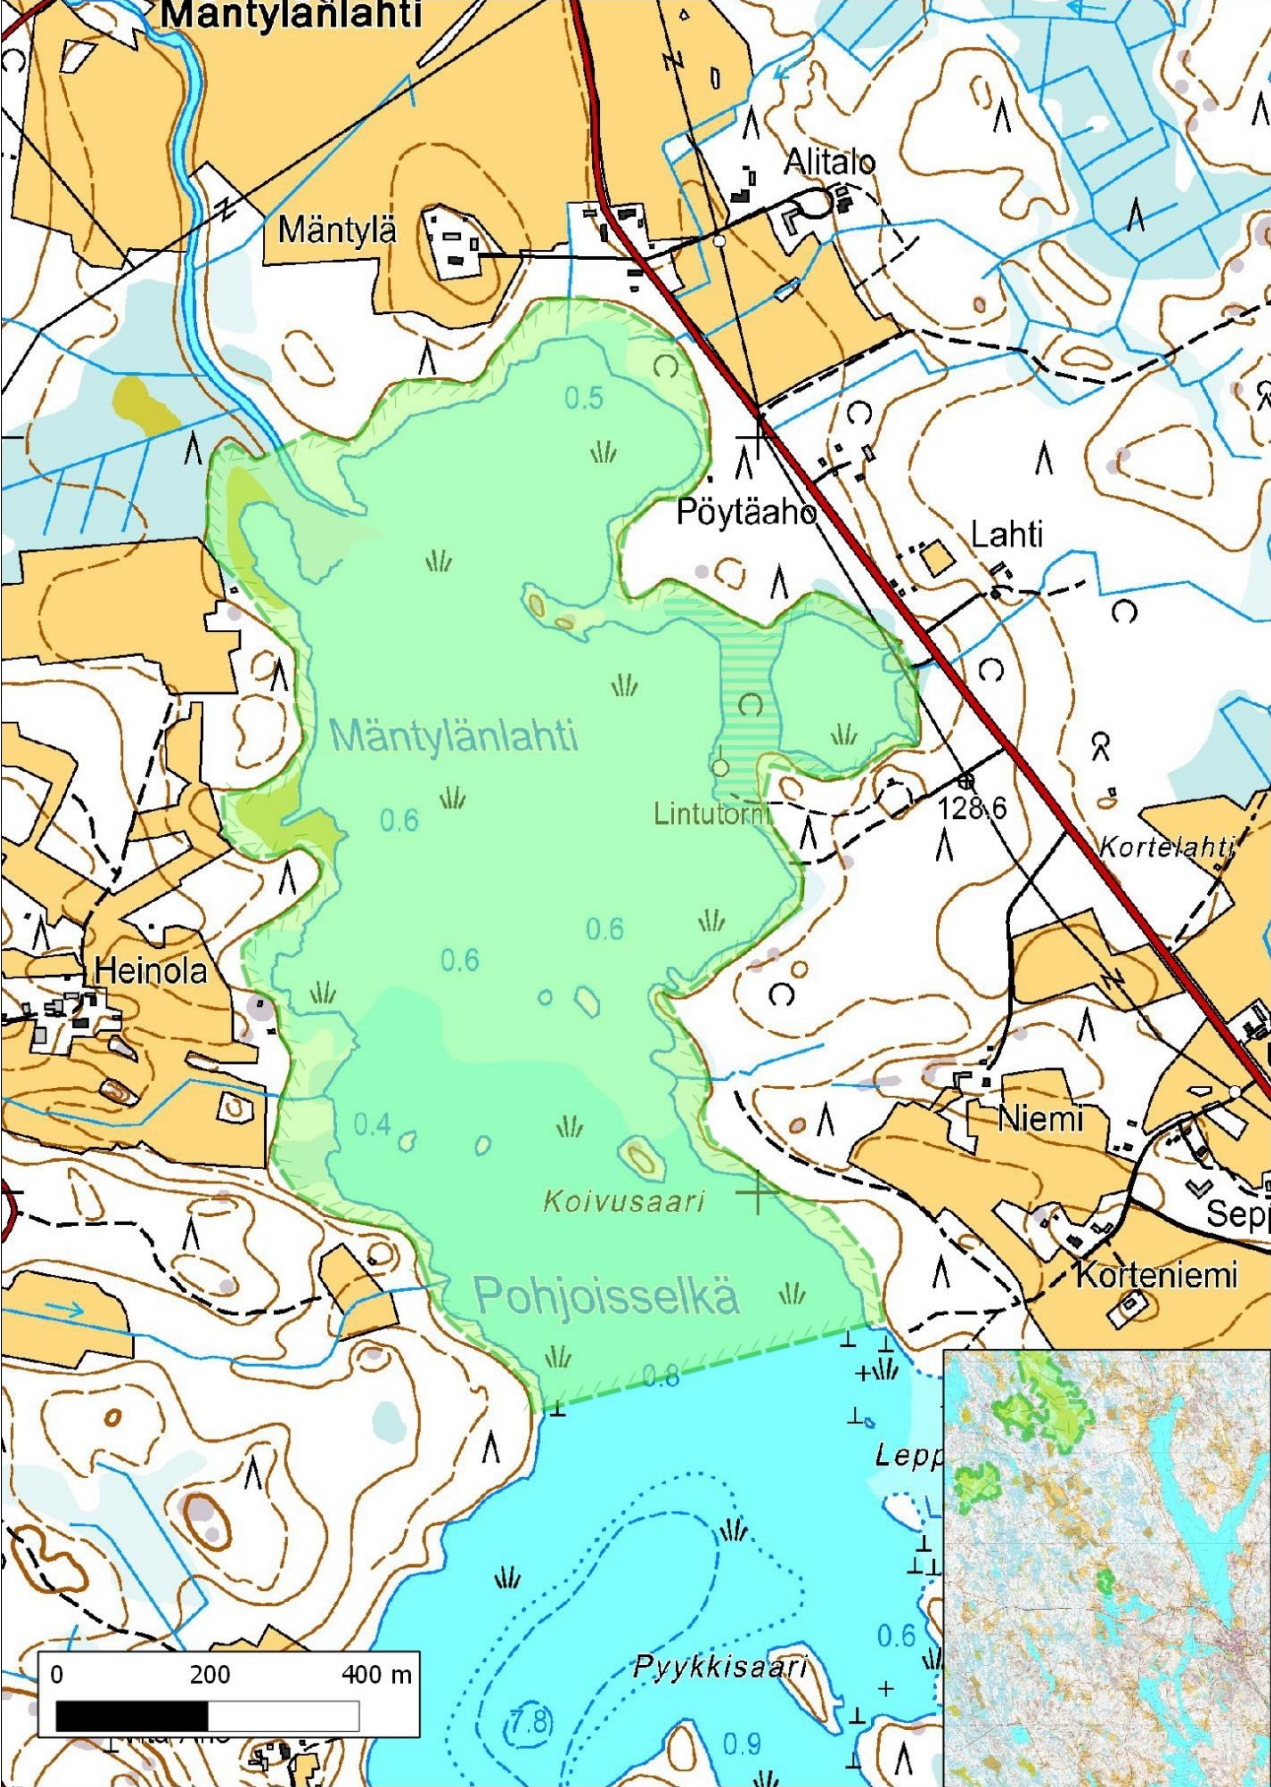 Mäntylänlahti
Alitalo
Mäntylä
0.5
Pöytäaho
Lahti
Mäntylänlahti
Lintutorni
128.6
0.6
Kortelahti
0.6
0.6
Heinola
0.4
Niemi
Koivusaari
Sepp
Pohjoisselkä
Korteniemi
0.8
Lepp
0.6
Pyykkisaari
0 200 400 m
7.8
0.9